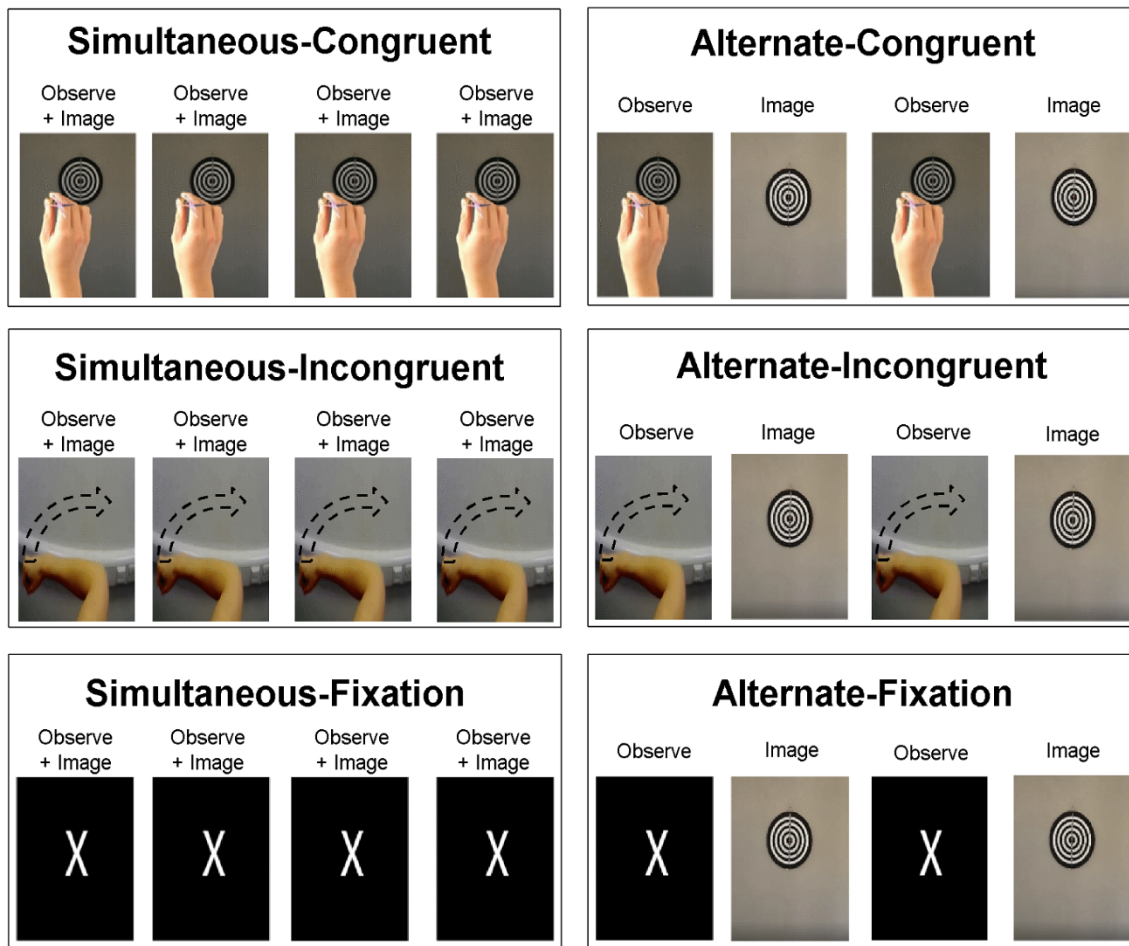 Simultaneous-Congruent
Observe Observe Observe Observe
+ Image + Image + Image + Image
Alternate-Congruent
Observe Image Observe Image
Simultaneous-Incongruent
Observe Observe Observe Observe
+ Image + Image + Image + Image
Alternate-Incongruent
Observe Image Observe Image
Simultaneous-Fixation
Observe Observe Observe Observe
+ Image + Image + Image + Image
X X X X
Alternate-Fixation
Observe Image Observe Image
X X